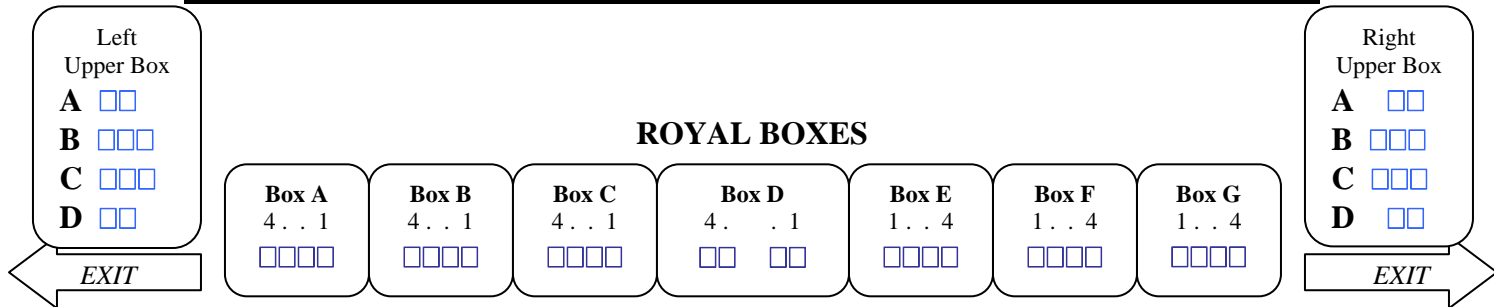 Left
Upper Box
A □□
B □□□
C □□□
D □□
EXIT
ROYAL BOXES
Box A
4 . . 1
□□□□
Box B
4 . . 1
□□□□
Box C
4 . . 1
□□□□
Box D
4 . . 1
□□ □□
Box E
1 . . 4
□□□□
Box F
1 . . 4
□□□□
Box G
1 . . 4
□□□□
Right
Upper Box
A □□
B □□□
C □□□
D □□
EXIT